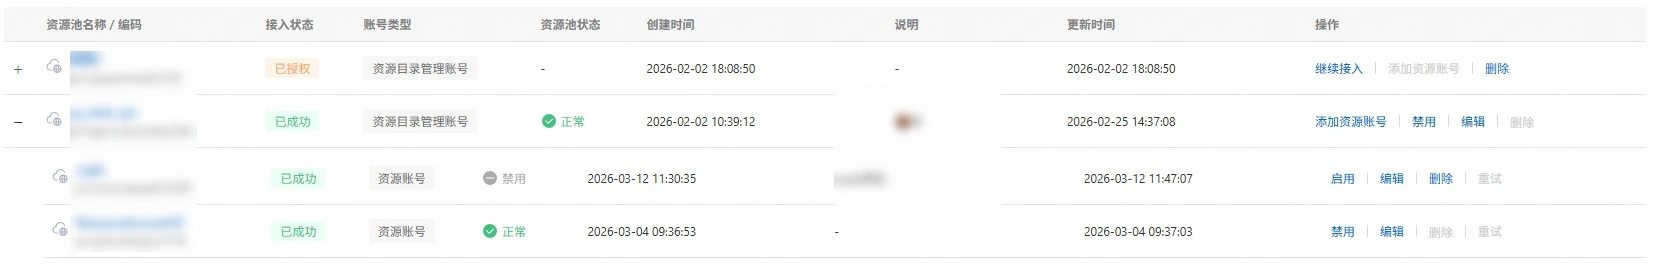 资源池名称 / 编码 接入状态 账号类型 资源池状态 创建时间 说明 更新时间 操作
+ 已授权 资源目录管理账号 - 2026-02-02 18:08:50 - 2026-02-02 18:08:50 继续接入 添加资源账号 删除
− 已成功 资源目录管理账号 正常 2026-02-02 10:39:12 2026-02-25 14:37:08 添加资源账号 禁用 编辑 删除
已成功 资源账号 禁用 2026-03-12 11:30:35 2026-03-12 11:47:07 启用 编辑 删除 重试
已成功 资源账号 正常 2026-03-04 09:36:53 - 2026-03-04 09:37:03 禁用 编辑 删除 重试